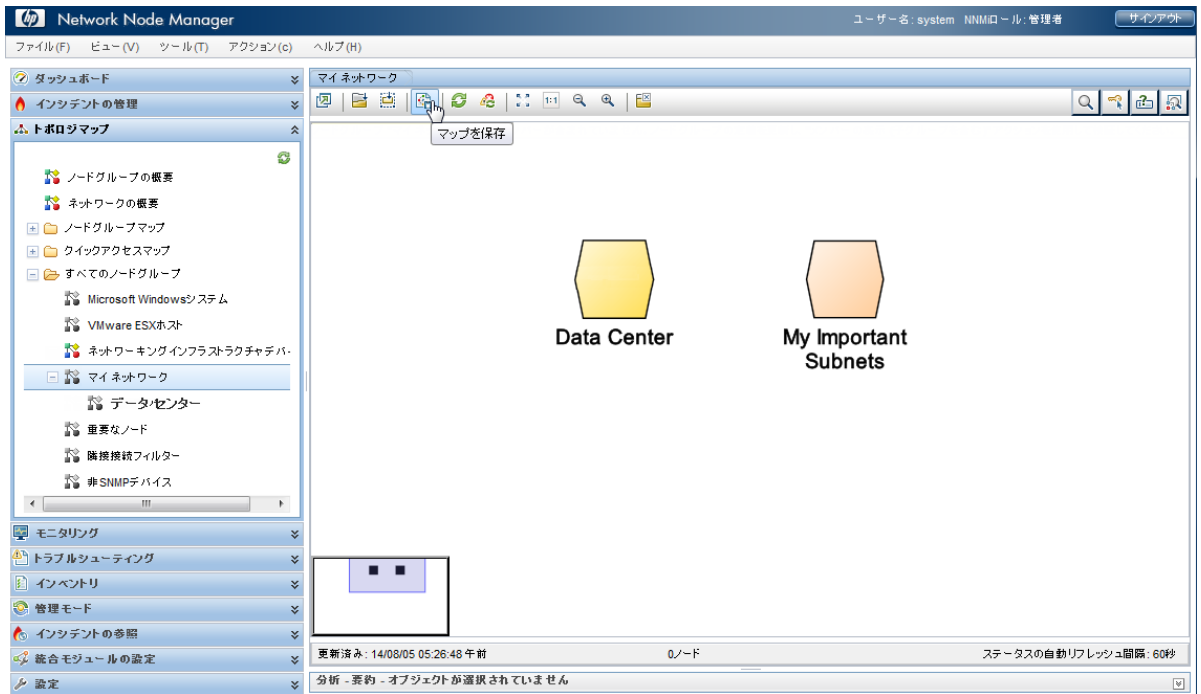 hp Network Node Manager
ユーザー名: system NNMiロール: 管理者
サインアウト
ファイル(F) ビュー(V) ツール(T) アクション(c) ヘルプ(H)
ダッシュボード
インシデントの管理
トポロジマップ
ノードグループの概要
ネットワークの概要
ノードグループマップ
クイックアクセスマップ
すべてのノードグループ
Microsoft Windowsシステム
VMware ESXホスト
ネットワーキングインフラストラクチャデバ
マイ ネットワーク
データセンター
重要なノード
隣接接続フィルター
非SNMPデバイス
モニタリング
トラブルシューティング
インベントリ
管理モード
インシデントの参照
統合モジュールの設定
設定
マイ ネットワーク
1:1
マップを保存
Data Center
My Important
Subnets
更新済み: 14/08/05 05:26:48 午前
0ノード
ステータスの自動リフレッシュ間隔: 60秒
分析 - 要約 - オブジェクトが選択されていません